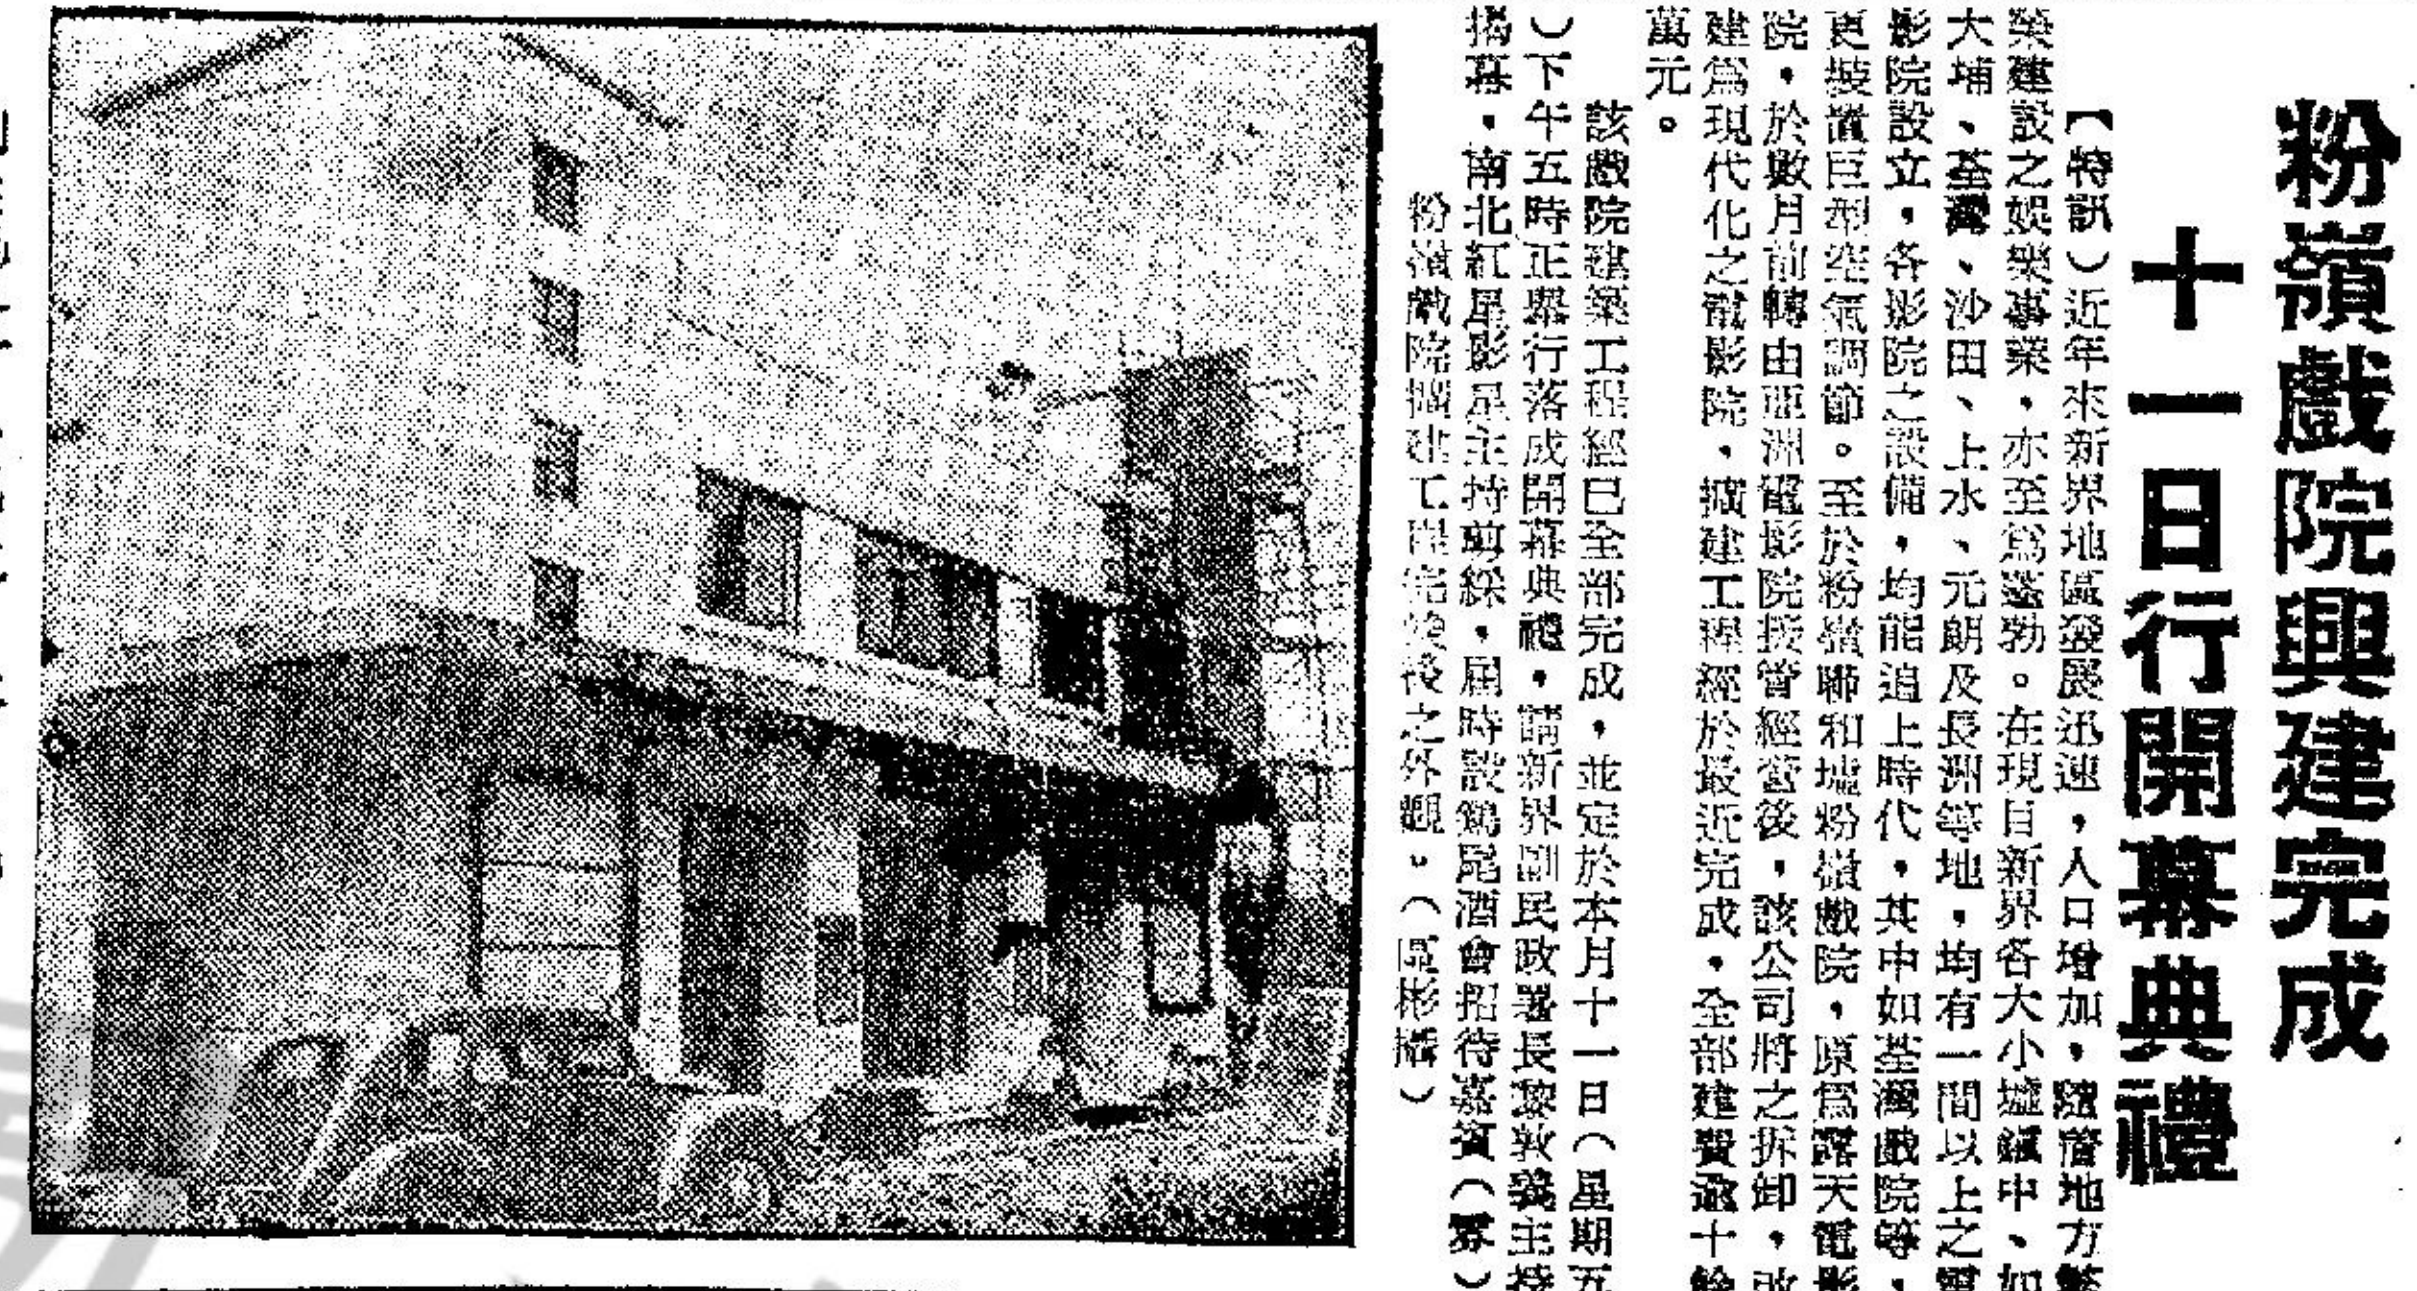 粉嶺戲院興建完成
十一日行開幕典禮
（特訊）近年來新界地區發展迅速，人口增加，隨着地方繁
榮建設之娛樂事業，亦至爲蓬勃。在現目新界各大小墟鎮中、如
大埔、荃灣、沙田、上水、元朗及長洲等地，均有一間以上之電
影院設立，各影院之設備，均能追上時代，其中如荃灣戲院等，
更裝置巨型空氣調節。至於粉嶺聯和墟粉嶺戲院，原爲露天電影
院，於數月前轉由亞洲電影院接管經營後，該公司將之拆卸，改
建爲現代化之電影院，擴建工程經於最近完成，全部建費逾十餘
萬元。
該戲院建築工程經已全部完成，並定於本月十一日（星期五
）下午五時正舉行落成開幕典禮，請新界副民政署長黎敦義主持
揭幕，南北紅星影星主持剪綵，屆時設鷄尾酒會招待嘉賓（霧）
粉嶺戲院擴建工程完竣後之外觀。（區彬攝）